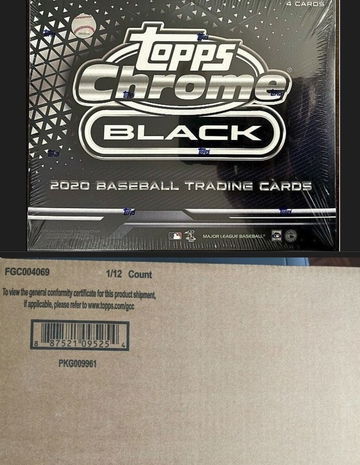 4 CARDS
topps
Chrome
BLACK
2020 BASEBALL TRADING CARDS
MAJOR LEAGUE BASEBALL
FGC004069 1/12 Count
To view the general conformity certificate for this product shipment,
if applicable, please refer to www.topps.com/gcc
8 87521 09525 4
PKG009961